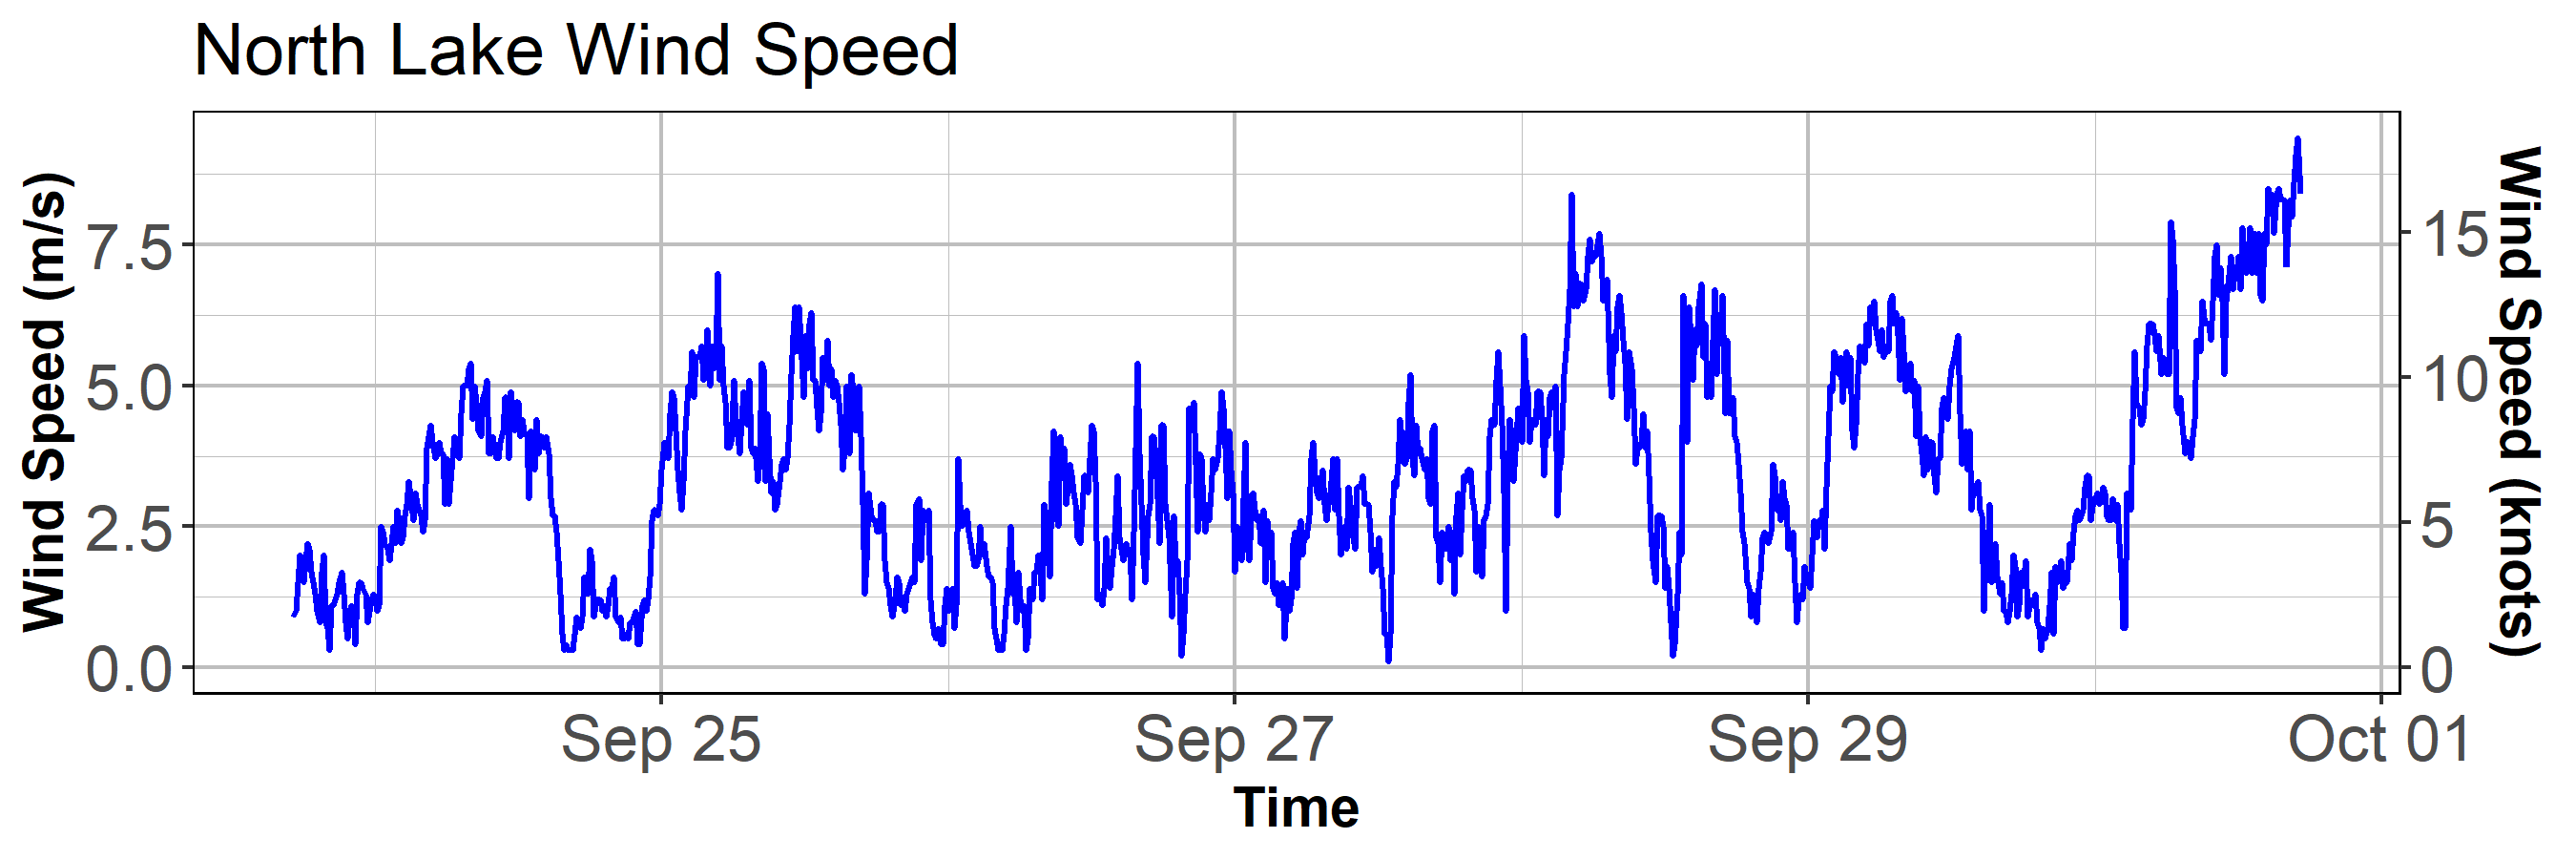 North Lake Wind Speed
Wind Speed (m/s)
7.5
5.0
2.5
0.0
15
10
5
0
Wind Speed (knots)
Sep 25
Sep 27
Sep 29
Oct 01
Time